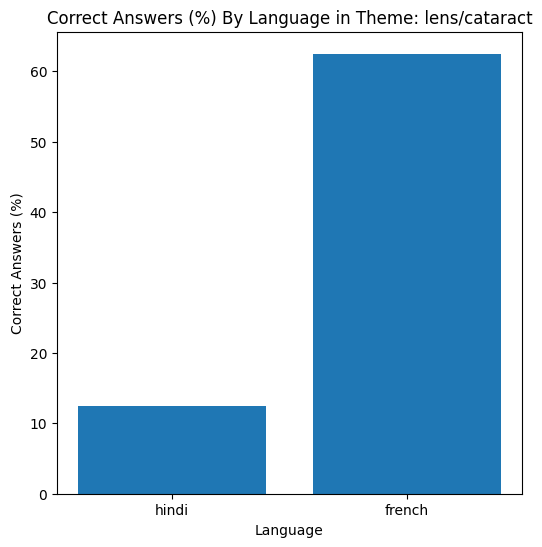 Correct Answers (%) By Language in Theme: lens/cataract
60
50
40
30
20
10
0
Correct Answers (%)
hindi french
Language